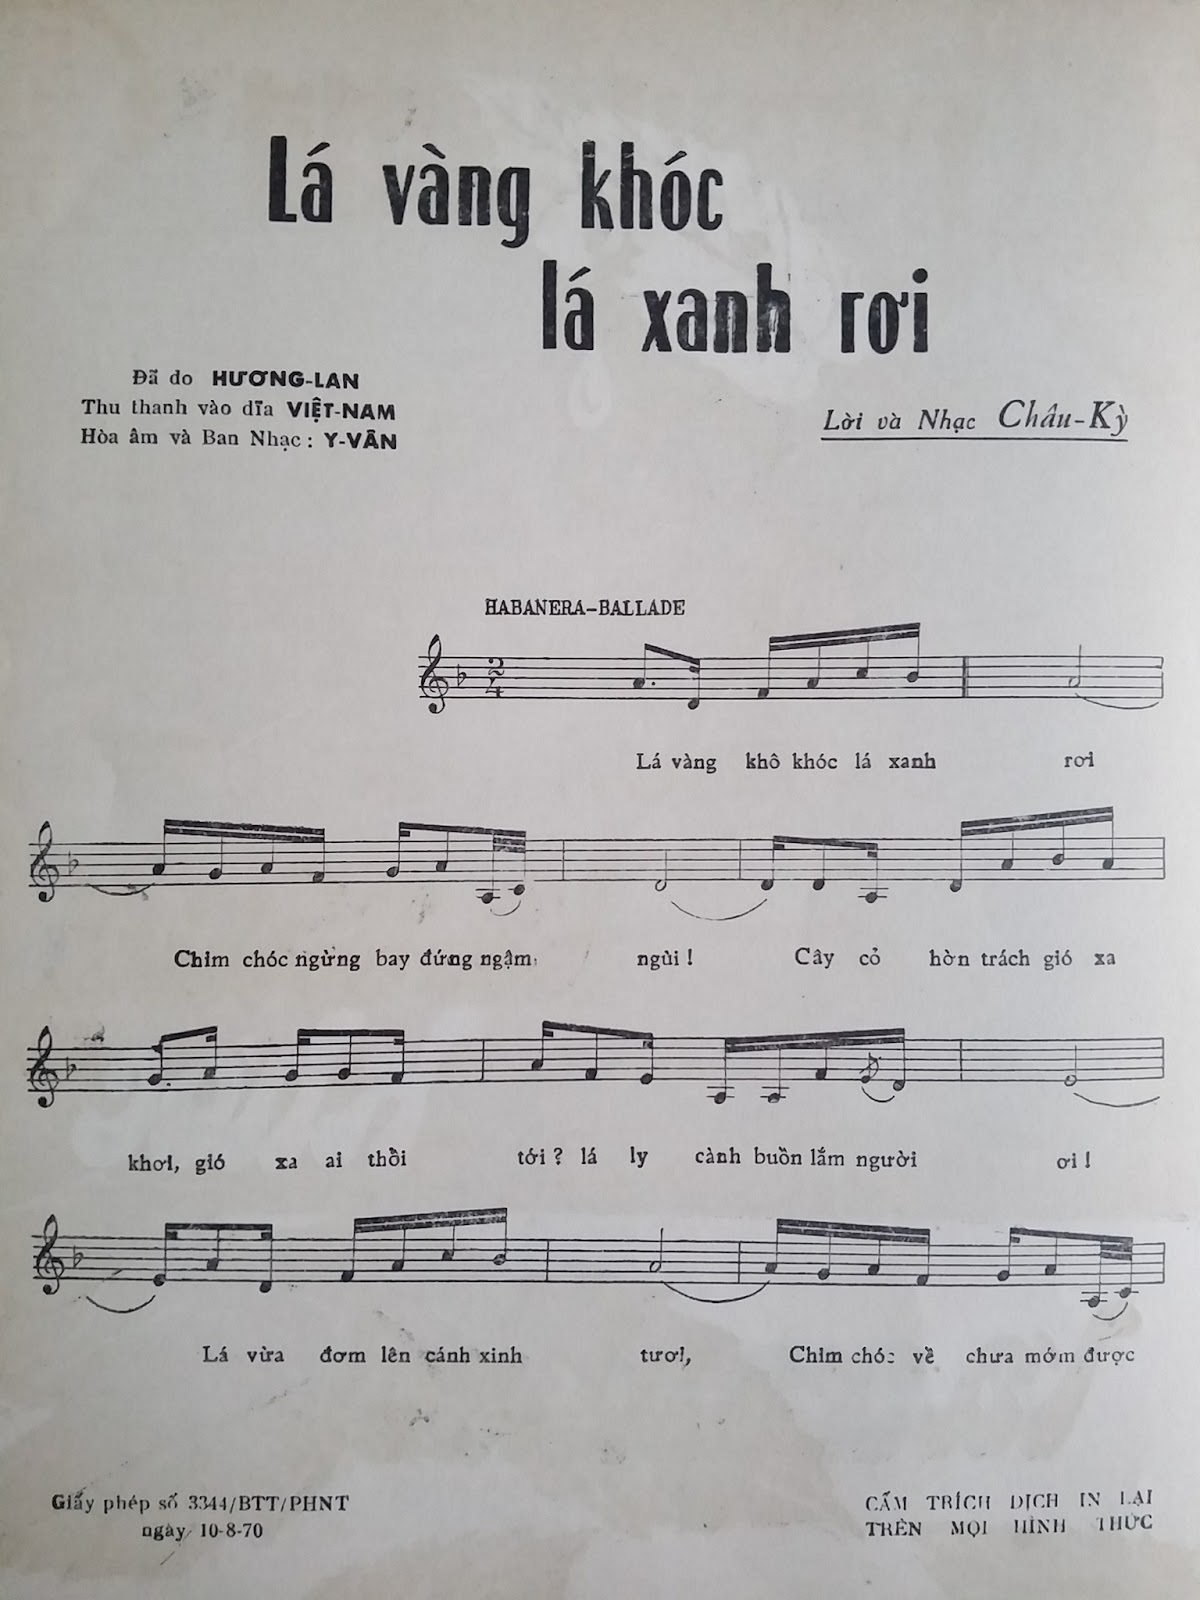 Lá vàng khóc
lá xanh rơi
Đã do HƯƠNG-LAN
Thu thanh vào dĩa VIỆT-NAM
Hòa âm và Ban Nhạc : Y-VÂN
Lời và Nhạc Châu-Kỳ
HABANERA-BALLADE
2
4
Lá vàng khô khóc lá xanh rơi
Chim chóc ngừng bay đứng ngậm ngùi ! Cây cỏ hờn trách gió xa
khơi, gió xa ai thồi tới ? lá ly cành buồn lắm người ơi !
Lá vừa đơm lên cánh xinh tươi, Chim chóc về chưa mớm được
Giấy phép số 3344/BTT/PHNT
ngày 10-8-70
CẤM TRÍCH DỊCH IN LẠI
TRÊN MỌI HÌNH THỨC